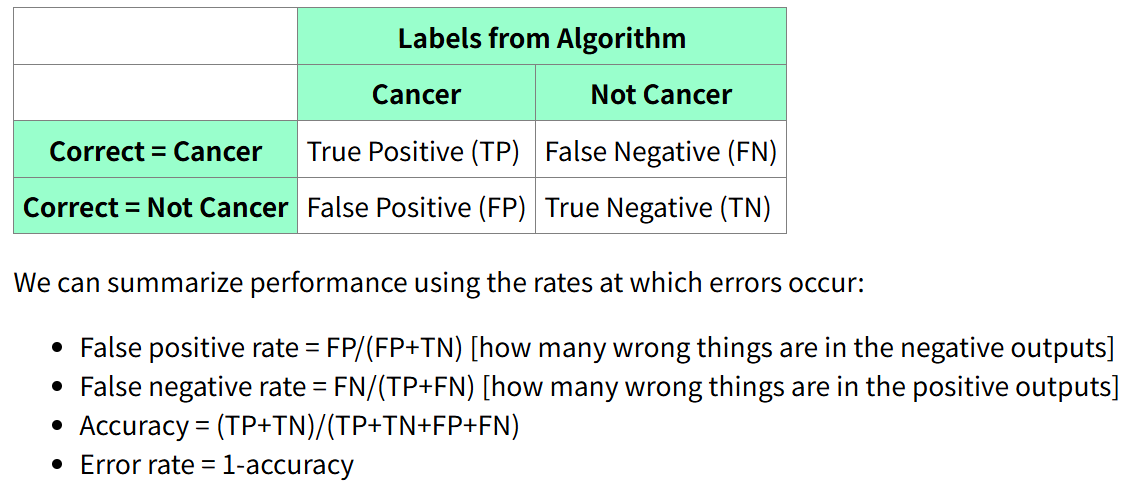 Labels from Algorithm
Cancer Not Cancer
Correct = Cancer True Positive (TP) False Negative (FN)
Correct = Not Cancer False Positive (FP) True Negative (TN)
We can summarize performance using the rates at which errors occur:
• False positive rate = FP/(FP+TN) [how many wrong things are in the negative outputs]
• False negative rate = FN/(TP+FN) [how many wrong things are in the positive outputs]
• Accuracy = (TP+TN)/(TP+TN+FP+FN)
• Error rate = 1-accuracy